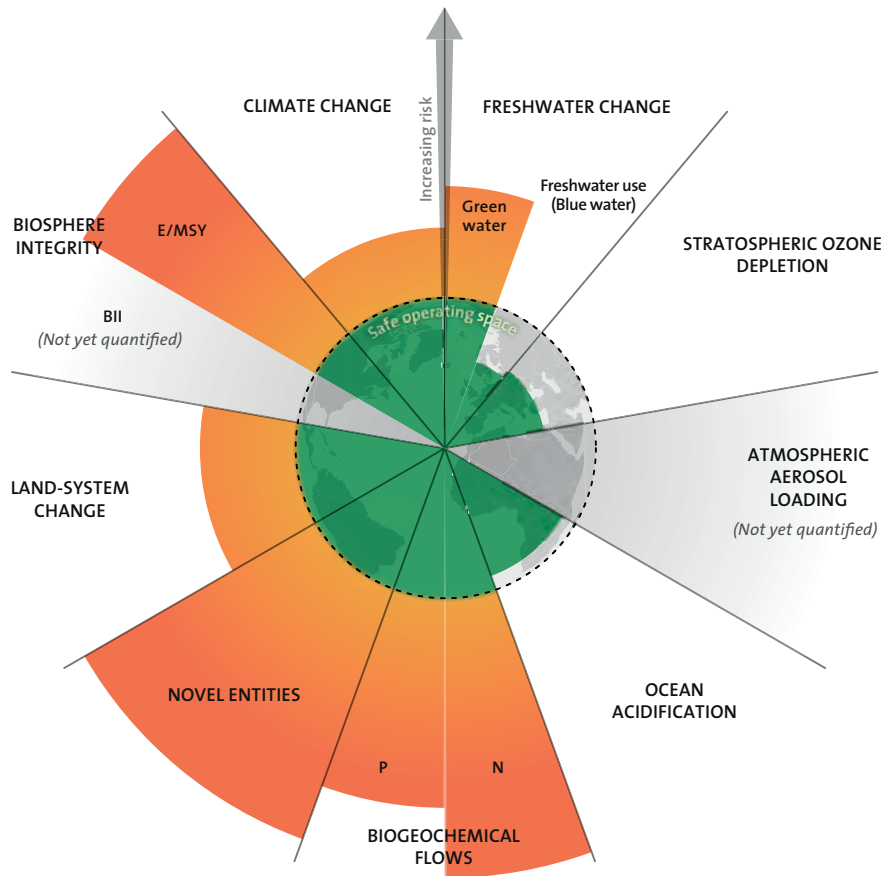 CLIMATE CHANGE
Increasing risk
FRESHWATER CHANGE
Green
water
Freshwater use
(Blue water)
STRATOSPHERIC OZONE
DEPLETION
BIOSPHERE
INTEGRITY
E/MSY
BII
(Not yet quantified)
Safe operating space
ATMOSPHERIC
AEROSOL
LOADING
(Not yet quantified)
LAND-SYSTEM
CHANGE
NOVEL ENTITIES
OCEAN
ACIDIFICATION
P
N
BIOGEOCHEMICAL
FLOWS